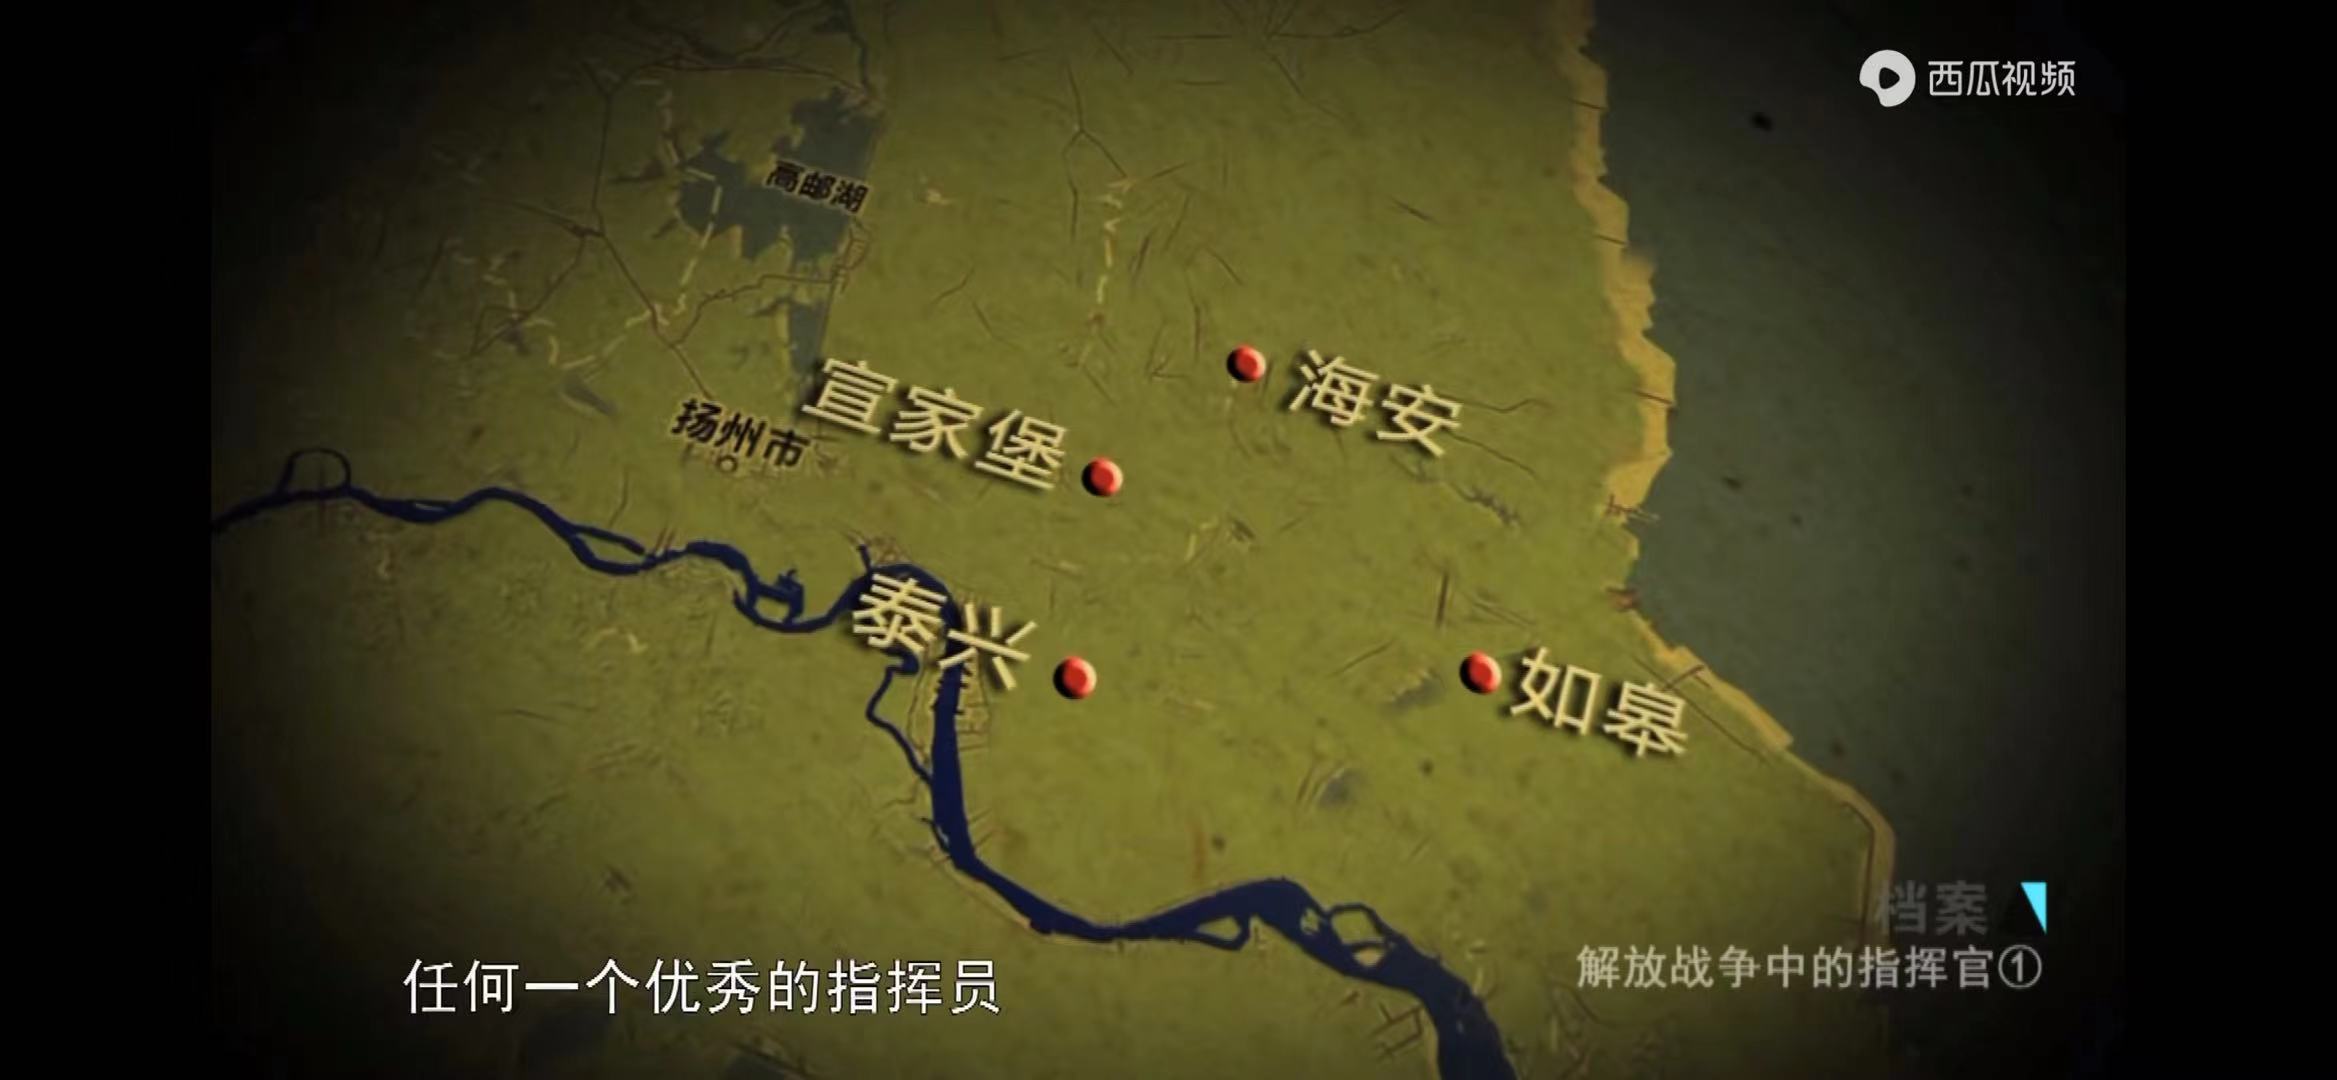 西瓜视频
高邮湖
海安
宣家堡
扬州市
泰兴
如皋
档案
解放战争中的指挥官①
任何一个优秀的指挥员